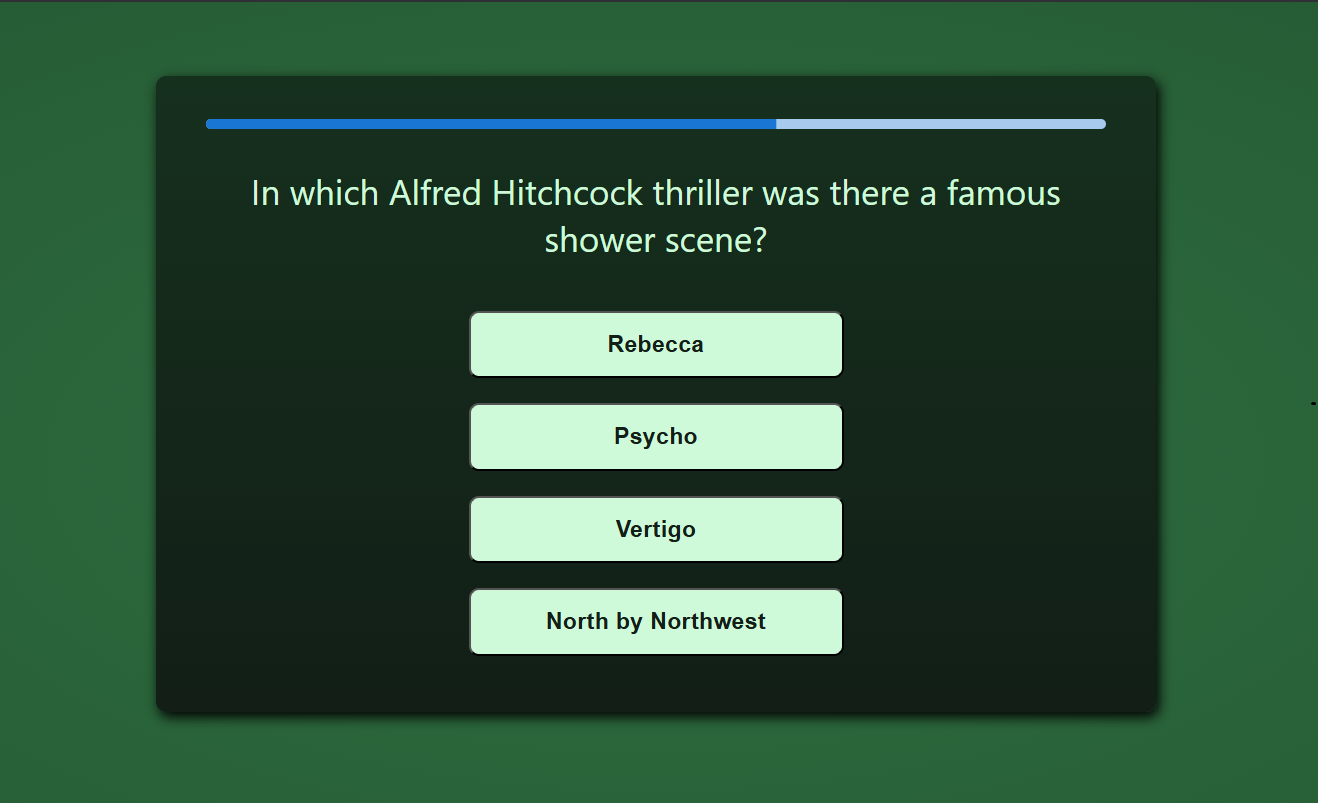 In which Alfred Hitchcock thriller was there a famous
shower scene?
Rebecca
Psycho
Vertigo
North by Northwest